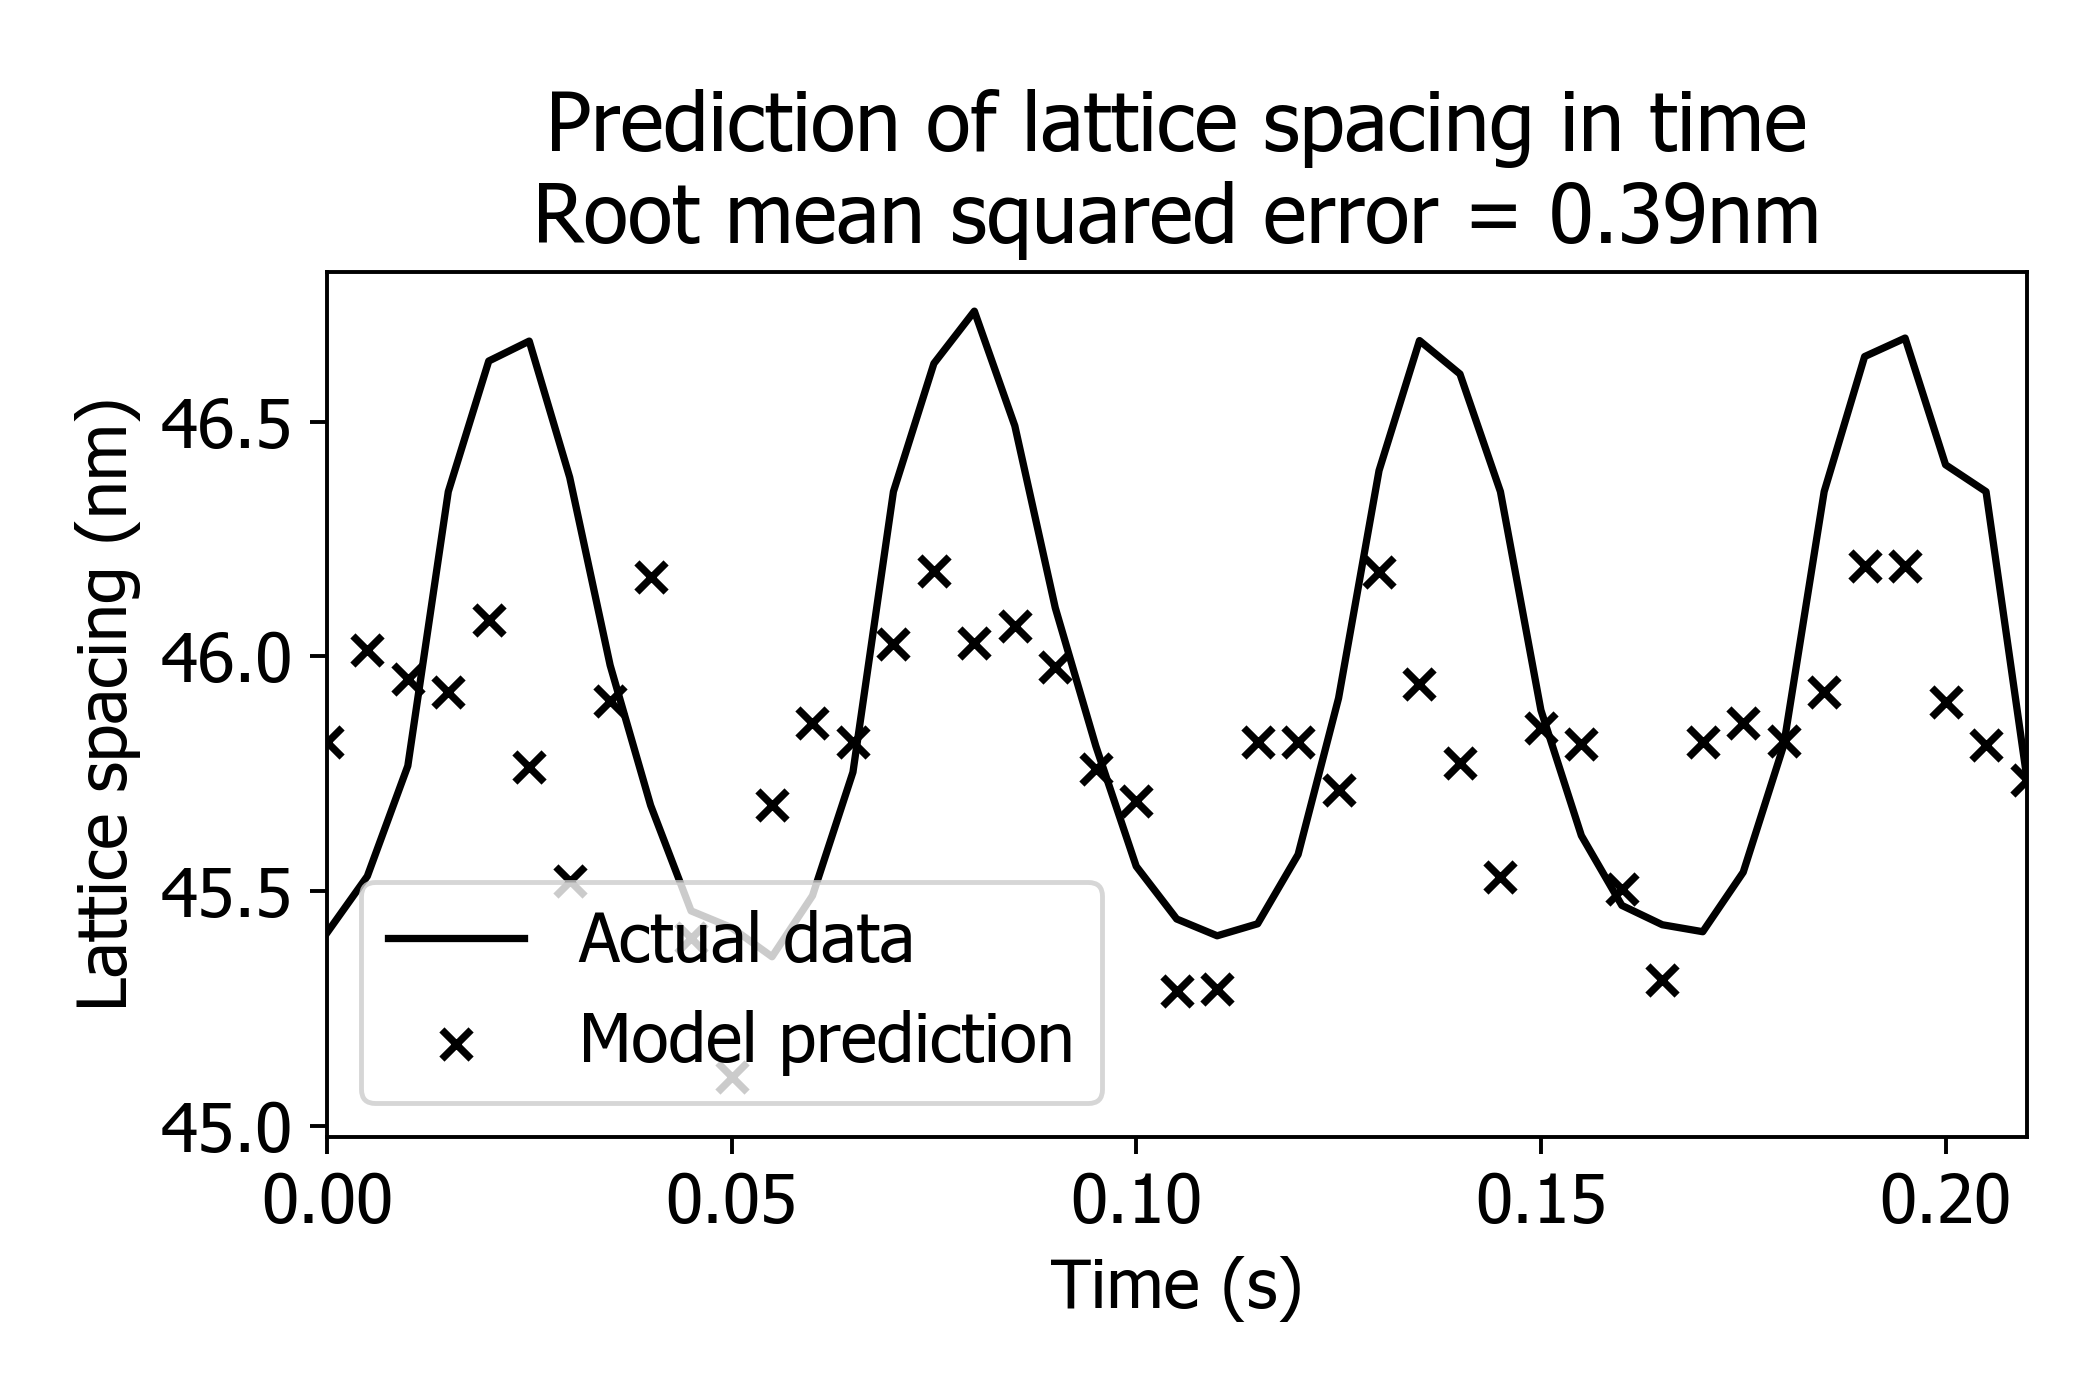 Prediction of lattice spacing in time
Root mean squared error = 0.39nm
Lattice spacing (nm)
46.5
46.0
45.5
45.0
Actual data
Model prediction
0.00 0.05 0.10 0.15 0.20
Time (s)